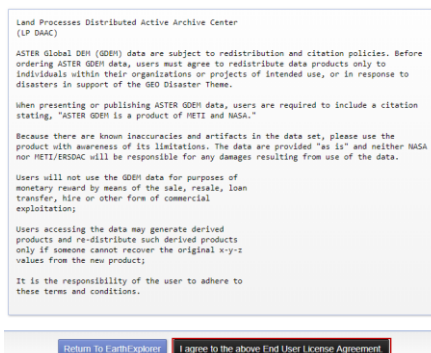 Land Processes Distributed Active Archive Center
(LP DAAC)
ASTER Global DEM (GDEM) data are subject to redistribution and citation policies. Before
ordering ASTER GDEM data, users must agree to redistribute data products only to
individuals within their organizations or projects of intended use, or in response to
disasters in support of the GEO Disaster Theme.
When presenting or publishing ASTER GDEM data, users are required to include a citation
stating, "ASTER GDEM is a product of METI and NASA."
Because there are known inaccuracies and artifacts in the data set, please use the
product with awareness of its limitations. The data are provided "as is" and neither NASA
nor METI/ERSDAC will be responsible for any damages resulting from use of the data.
Users will not use the GDEM data for purposes of
monetary reward by means of the sale, resale, loan
transfer, hire or other form of commercial
exploitation;
Users accessing the data may generate derived
products and re-distribute such derived products
only if someone cannot recover the original x-y-z
values from the new product;
It is the responsibility of the user to adhere to
these terms and conditions.
Return To EarthExplorer
I agree to the above End User License Agreement.